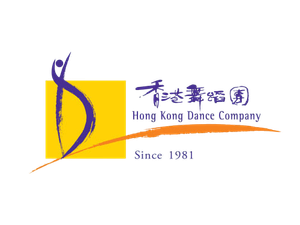 香港舞蹈團
Hong Kong Dance Company
Since 1981